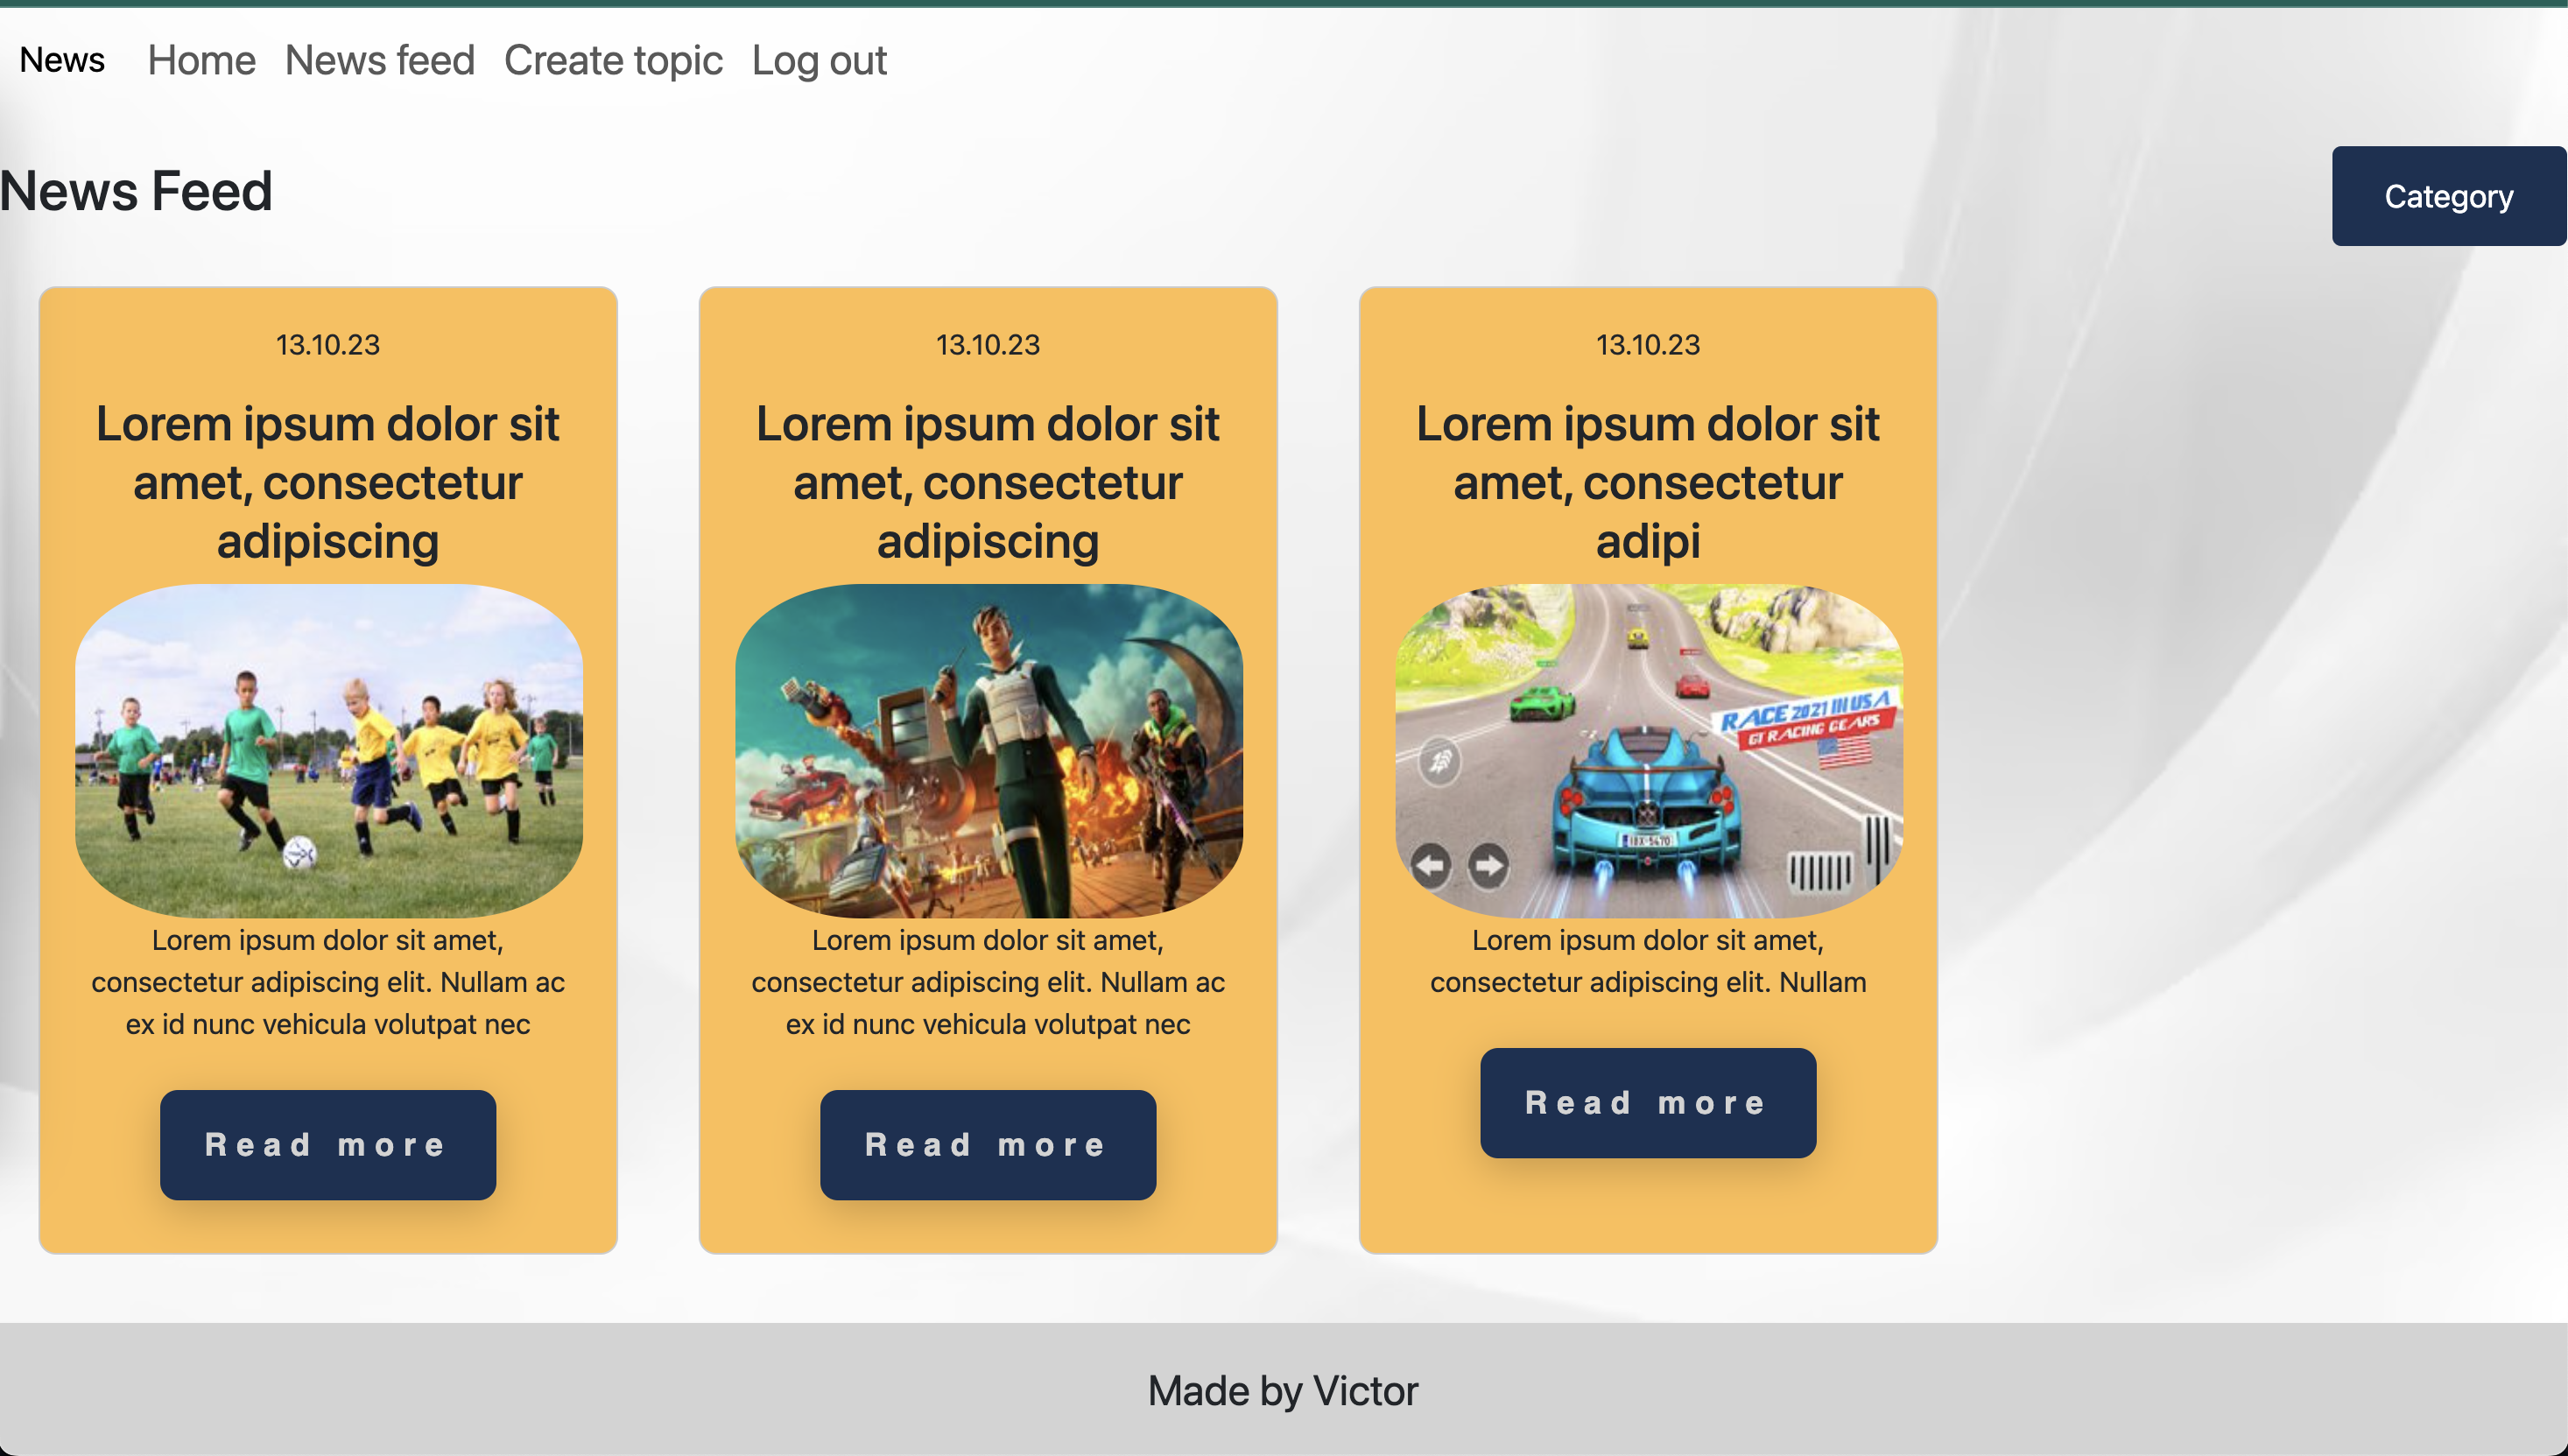 News Home News feed Create topic Log out
News Feed
Category
13.10.23
Lorem ipsum dolor sit
amet, consectetur
adipiscing
Lorem ipsum dolor sit amet,
consectetur adipiscing elit. Nullam ac
ex id nunc vehicula volutpat nec
Read more
13.10.23
Lorem ipsum dolor sit
amet, consectetur
adipiscing
Lorem ipsum dolor sit amet,
consectetur adipiscing elit. Nullam ac
ex id nunc vehicula volutpat nec
Read more
13.10.23
Lorem ipsum dolor sit
amet, consectetur
adipi
RACE 2021 IN USA
GT RACING GEARS
Lorem ipsum dolor sit amet,
consectetur adipiscing elit. Nullam
Read more
Made by Victor